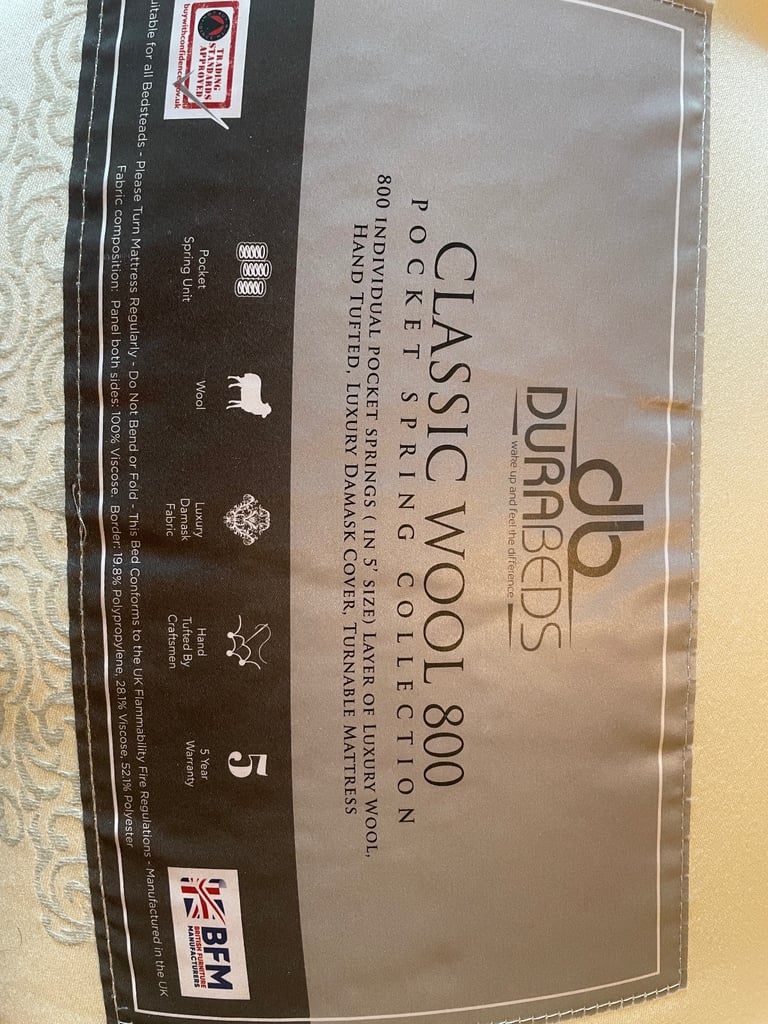 db
DURABEDS
wake up and feel the difference
CLASSIC WOOL 800
POCKET SPRING COLLECTION
800 INDIVIDUAL POCKET SPRINGS ( IN 5' SIZE) LAYER OF LUXURY WOOL,
HAND TUFTED, LUXURY DAMASK COVER, TURNABLE MATTRESS
TRADING
STANDARDS
APPROVED
buywithconfidence.gov.uk
Pocket
Spring Unit
Wool
Luxury
Damask
Fabric
Hand
Tufted By
Craftsmen
5
5 Year
Warranty
BFM
BRITISH FURNITURE
MANUFACTURERS
uitable for all Bedsteads - Please Turn Mattress Regularly - Do Not Bend or Fold - This Bed Conforms to the UK Flammability Fire Regulations - Manufactured in the UK
Fabric composition: Panel both sides: 100% Viscose. Border: 19.8% Polypropylene, 28.1% Viscose, 52.1% Polyester